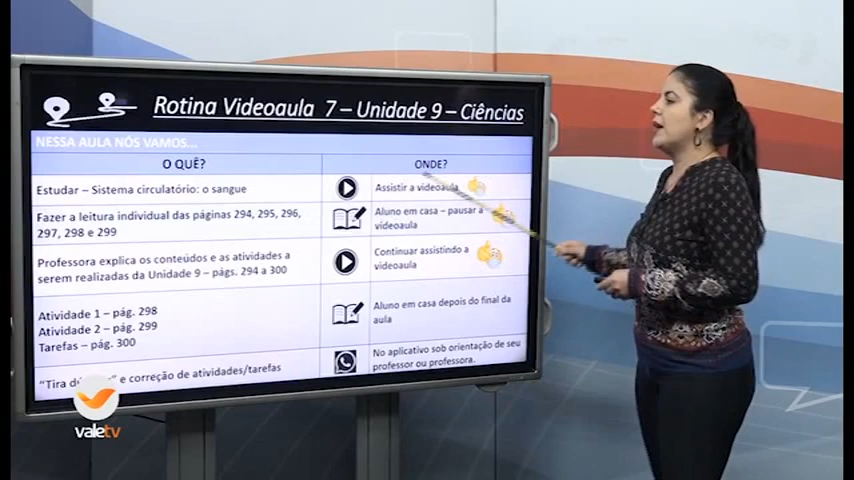 Rotina Videoaula 7 – Unidade 9 – Ciências
NESSA AULA NÓS VAMOS...
O QUÊ?
ONDE?
Estudar – Sistema circulatório: o sangue
Assistir a videoaula
Fazer a leitura individual das páginas 294, 295, 296,
297, 298 e 299
Aluno em casa – pausar a
videoaula
Professora explica os conteúdos e as atividades a
serem realizadas da Unidade 9 – págs. 294 a 300
Continuar assistindo a
videoaula
Atividade 1 – pág. 298
Atividade 2 – pág. 299
Tarefas – pág. 300
Aluno em casa depois do final da
aula
"Tira e correção de atividades/tarefas
No aplicativo sob orientação de seu
professor ou professora.
valetv